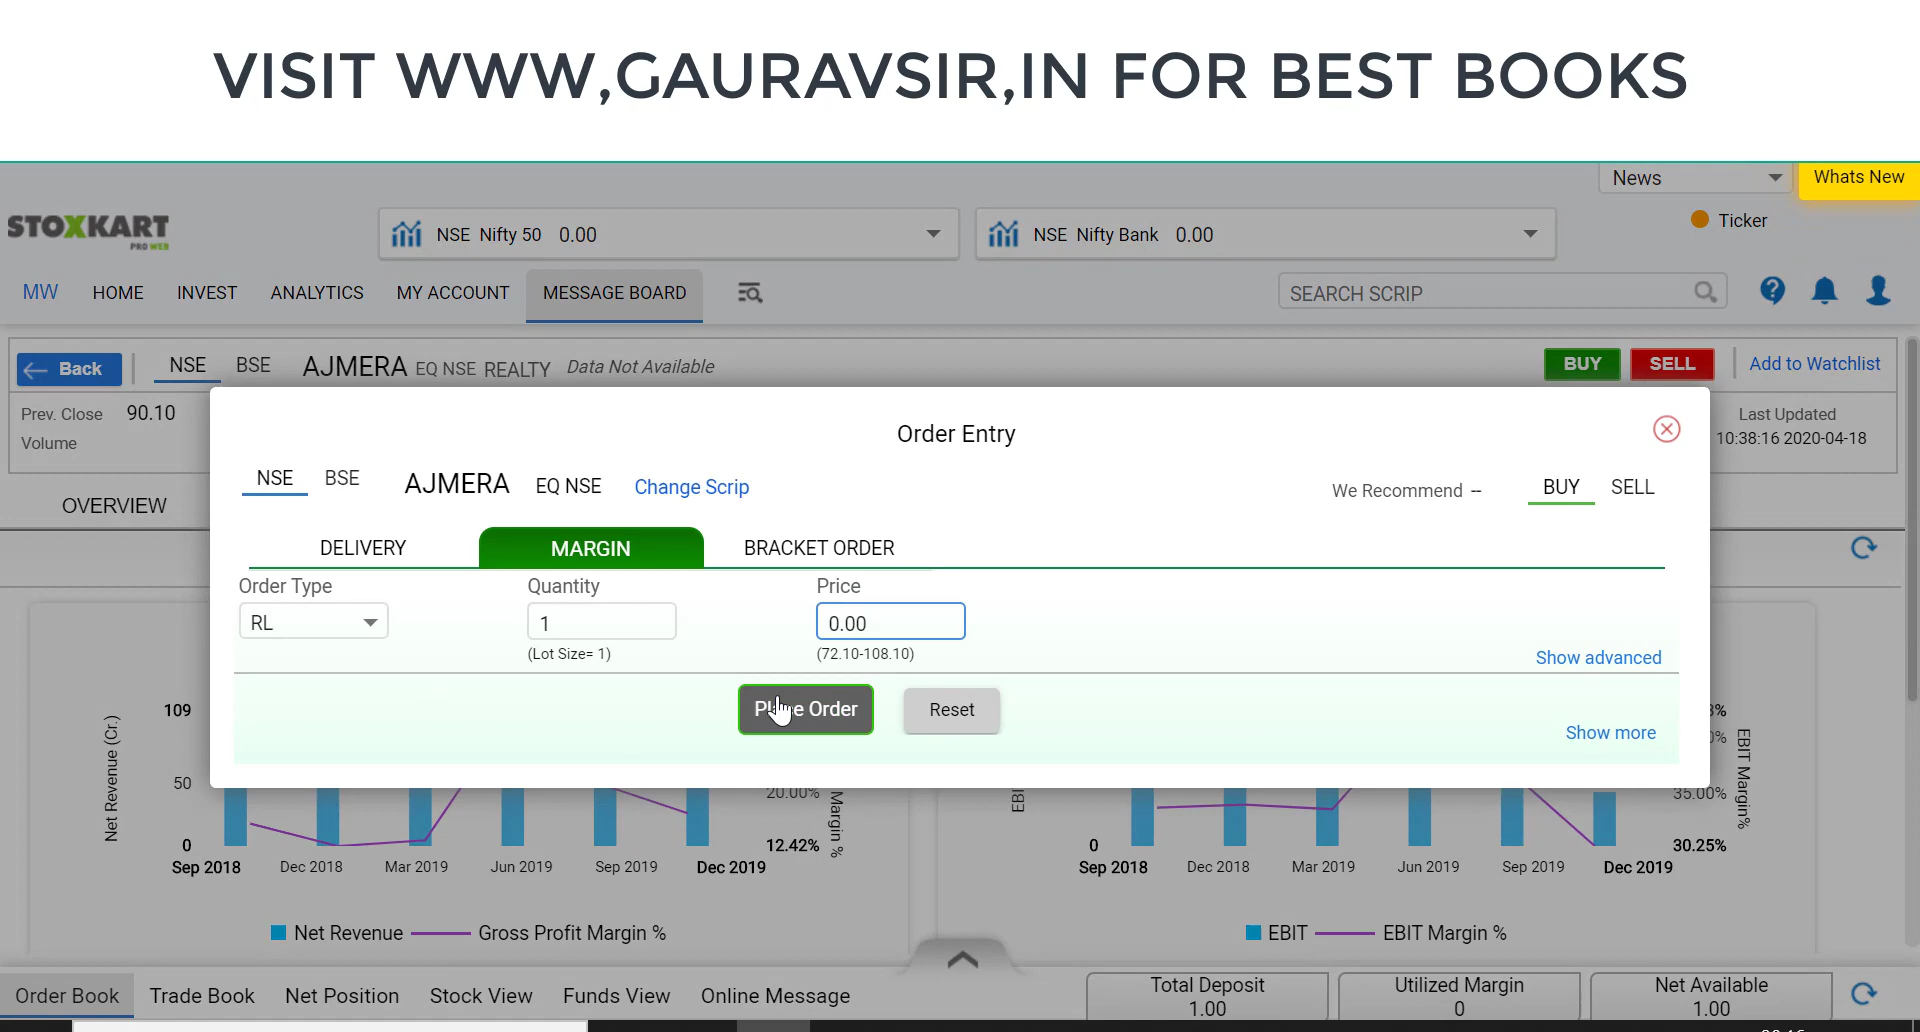 VISIT WWW,GAURAVSIR,IN FOR BEST BOOKS
News
Whats New
STOXKART
PRO WEB
NSE Nifty 50 0.00
NSE Nifty Bank 0.00
Ticker
MW HOME INVEST ANALYTICS MY ACCOUNT MESSAGE BOARD
SEARCH SCRIP
Back NSE BSE AJMERA EQ NSE REALTY Data Not Available
BUY SELL Add to Watchlist
Prev. Close 90.10
Volume
Last Updated
10:38:16 2020-04-18
OVERVIEW
Order Entry
NSE BSE AJMERA EQ NSE Change Scrip
We Recommend -- BUY SELL
DELIVERY MARGIN BRACKET ORDER
Order Type Quantity Price
RL 1 0.00
(Lot Size= 1) (72.10-108.10)
Show advanced
Place Order Reset
Show more
109
50
0
Net Revenue (Cr.)
20.00%
12.42%
Margin %
Sep 2018 Dec 2018 Mar 2019 Jun 2019 Sep 2019 Dec 2019
Net Revenue Gross Profit Margin %
EBI
0
35.00%
30.25%
EBIT Margin%
Sep 2018 Dec 2018 Mar 2019 Jun 2019 Sep 2019 Dec 2019
EBIT EBIT Margin %
Order Book Trade Book Net Position Stock View Funds View Online Message
Total Deposit
1.00
Utilized Margin
0
Net Available
1.00